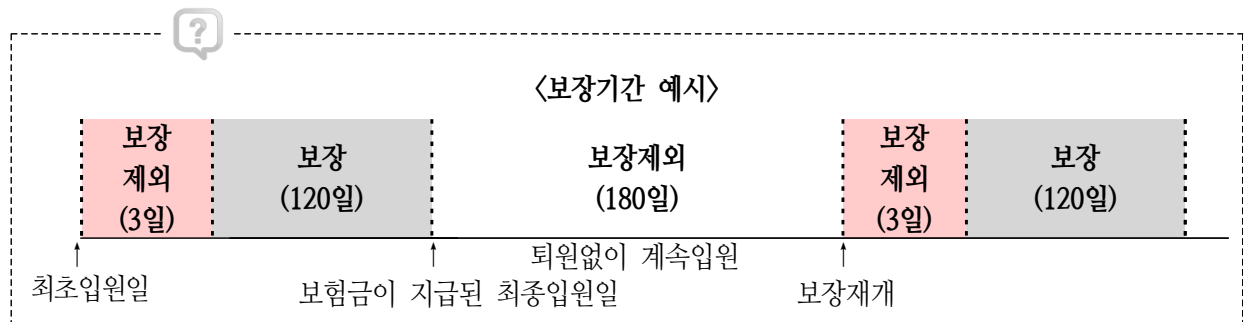 ?
〈보장기간 예시〉
보장
제외
(3일)
보장
(120일)
보장제외
(180일)
보장
제외
(3일)
보장
(120일)
퇴원없이 계속입원
최초입원일
보험금이 지급된 최종입원일
보장재개